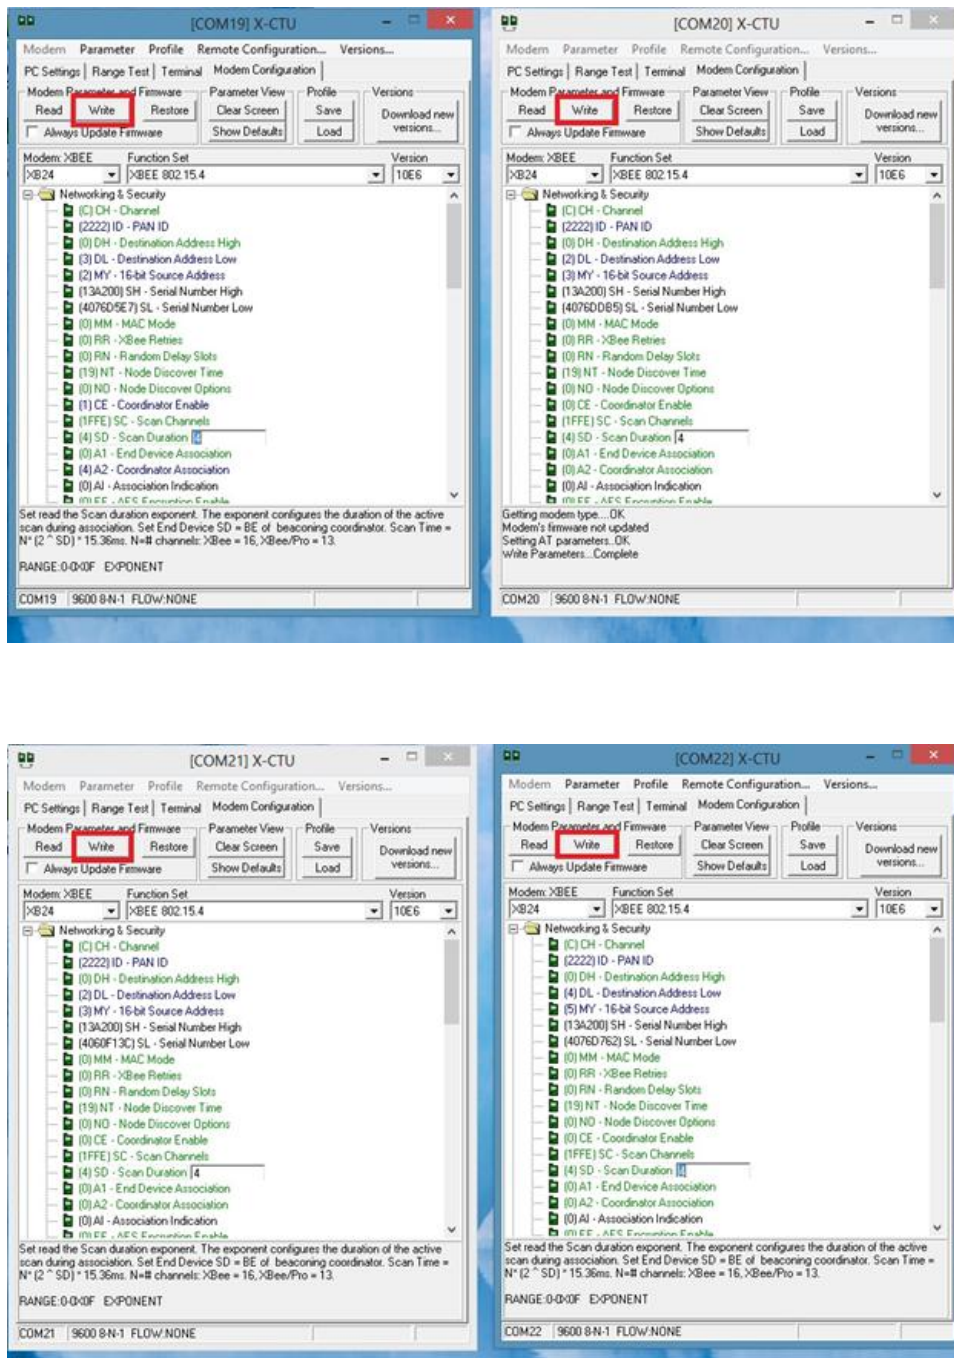 [COM19] X-CTU
Modem Parameter Profile Remote Configuration... Versions...
PC Settings Range Test Terminal Modem Configuration
Modem Parameter and Firmware Parameter View Profile Versions
Read Write Restore Clear Screen Save Download new versions...
Always Update Firmware Show Defaults Load
Modem: XBEE Function Set Version
XB24 XBEE 802.15.4 10E6
Networking & Security
(C) CH - Channel
(2222) ID - PAN ID
(0) DH - Destination Address High
(3) DL - Destination Address Low
(2) MY - 16-bit Source Address
(13A200) SH - Serial Number High
(4076D5E7) SL - Serial Number Low
(0) MM - MAC Mode
(0) RR - XBee Retries
(0) RN - Random Delay Slots
(19) NT - Node Discover Time
(0) NO - Node Discover Options
(1) CE - Coordinator Enable
(1FFE) SC - Scan Channels
(4) SD - Scan Duration 4
(0) A1 - End Device Association
(4) A2 - Coordinator Association
(0) AI - Association Indication
(0) EE - AES Encryption Enable
Set read the Scan duration exponent. The exponent configures the duration of the active
scan during association. Set End Device SD = BE of beaconing coordinator. Scan Time =
N* (2 ^ SD) * 15.36ms. N=# channels: XBee = 16, XBee/Pro = 13.
RANGE:0-0X0F EXPONENT
COM19 9600 8-N-1 FLOW:NONE
[COM20] X-CTU
Modem Parameter Profile Remote Configuration... Versions...
PC Settings Range Test Terminal Modem Configuration
Modem Parameter and Firmware Parameter View Profile Versions
Read Write Restore Clear Screen Save Download new versions...
Always Update Firmware Show Defaults Load
Modem: XBEE Function Set Version
XB24 XBEE 802.15.4 10E6
Networking & Security
(C) CH - Channel
(2222) ID - PAN ID
(0) DH - Destination Address High
(2) DL - Destination Address Low
(3) MY - 16-bit Source Address
(13A200) SH - Serial Number High
(4076DDB5) SL - Serial Number Low
(0) MM - MAC Mode
(0) RR - XBee Retries
(0) RN - Random Delay Slots
(19) NT - Node Discover Time
(0) NO - Node Discover Options
(0) CE - Coordinator Enable
(1FFE) SC - Scan Channels
(4) SD - Scan Duration 4
(0) A1 - End Device Association
(0) A2 - Coordinator Association
(0) AI - Association Indication
(0) EE - AES Encryption Enable
Getting modem type....OK
Modem's firmware not updated
Setting AT parameters..OK
Write Parameters...Complete
COM20 9600 8-N-1 FLOW:NONE
[COM21] X-CTU
Modem Parameter Profile Remote Configuration... Versions...
PC Settings Range Test Terminal Modem Configuration
Modem Parameter and Firmware Parameter View Profile Versions
Read Write Restore Clear Screen Save Download new versions...
Always Update Firmware Show Defaults Load
Modem: XBEE Function Set Version
XB24 XBEE 802.15.4 10E6
Networking & Security
(C) CH - Channel
(2222) ID - PAN ID
(0) DH - Destination Address High
(2) DL - Destination Address Low
(3) MY - 16-bit Source Address
(13A200) SH - Serial Number High
(4060F13C) SL - Serial Number Low
(0) MM - MAC Mode
(0) RR - XBee Retries
(0) RN - Random Delay Slots
(19) NT - Node Discover Time
(0) NO - Node Discover Options
(0) CE - Coordinator Enable
(1FFE) SC - Scan Channels
(4) SD - Scan Duration 4
(0) A1 - End Device Association
(0) A2 - Coordinator Association
(0) AI - Association Indication
(0) EE - AES Encryption Enable
Set read the Scan duration exponent. The exponent configures the duration of the active
scan during association. Set End Device SD = BE of beaconing coordinator. Scan Time =
N* (2 ^ SD) * 15.36ms. N=# channels: XBee = 16, XBee/Pro = 13.
RANGE:0-0X0F EXPONENT
COM21 9600 8-N-1 FLOW:NONE
[COM22] X-CTU
Modem Parameter Profile Remote Configuration... Versions...
PC Settings Range Test Terminal Modem Configuration
Modem Parameter and Firmware Parameter View Profile Versions
Read Write Restore Clear Screen Save Download new versions...
Always Update Firmware Show Defaults Load
Modem: XBEE Function Set Version
XB24 XBEE 802.15.4 10E6
Networking & Security
(C) CH - Channel
(2222) ID - PAN ID
(0) DH - Destination Address High
(4) DL - Destination Address Low
(5) MY - 16-bit Source Address
(13A200) SH - Serial Number High
(4076D762) SL - Serial Number Low
(0) MM - MAC Mode
(0) RR - XBee Retries
(0) RN - Random Delay Slots
(19) NT - Node Discover Time
(0) NO - Node Discover Options
(0) CE - Coordinator Enable
(1FFE) SC - Scan Channels
(4) SD - Scan Duration 4
(0) A1 - End Device Association
(0) A2 - Coordinator Association
(0) AI - Association Indication
(0) EE - AES Encryption Enable
Set read the Scan duration exponent. The exponent configures the duration of the active
scan during association. Set End Device SD = BE of beaconing coordinator. Scan Time =
N* (2 ^ SD) * 15.36ms. N=# channels: XBee = 16, XBee/Pro = 13.
RANGE:0-0X0F EXPONENT
COM22 9600 8-N-1 FLOW:NONE